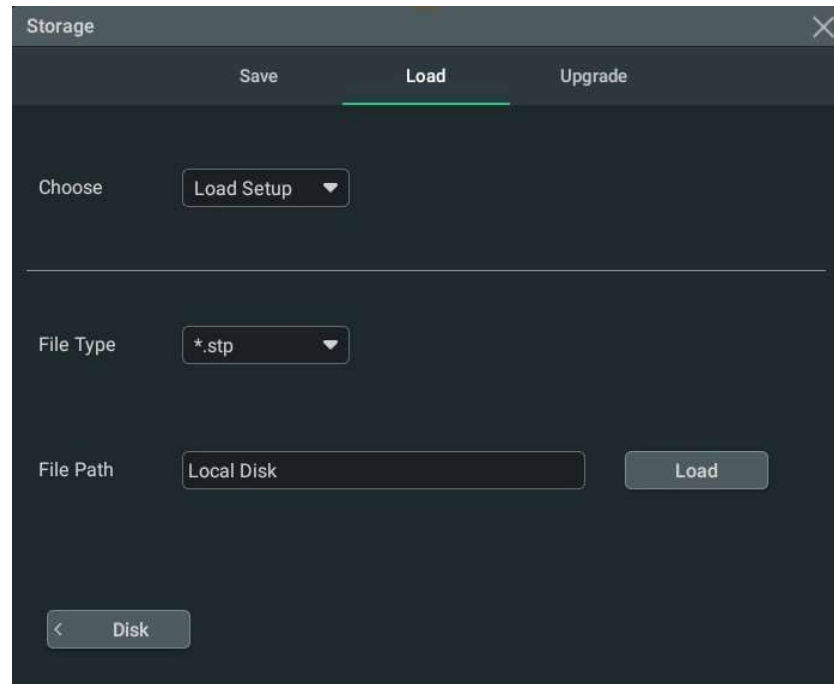 Storage
Save Load Upgrade
Choose Load Setup
File Type *.stp
File Path Local Disk Load
Disk